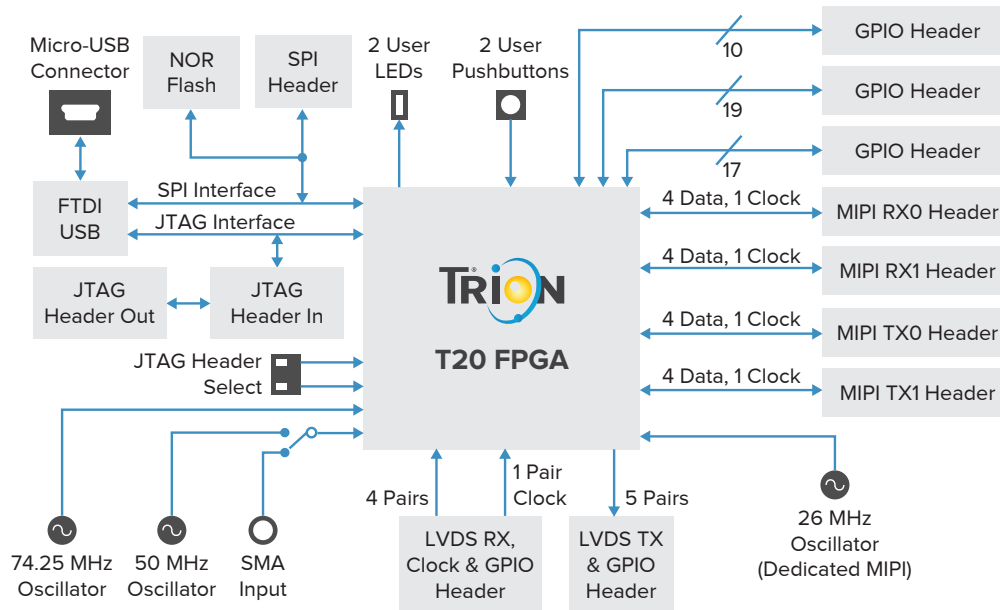 Micro-USB
Connector
NOR
Flash
SPI
Header
2 User
LEDs
2 User
Pushbuttons
10
GPIO Header
19
GPIO Header
17
GPIO Header
FTDI
USB
SPI Interface
JTAG Interface
4 Data, 1 Clock
MIPI RX0 Header
4 Data, 1 Clock
MIPI RX1 Header
4 Data, 1 Clock
MIPI TX0 Header
4 Data, 1 Clock
MIPI TX1 Header
JTAG
Header Out
JTAG
Header In
TRION®
T20 FPGA
JTAG Header
Select
4 Pairs
1 Pair
Clock
5 Pairs
74.25 MHz
Oscillator
50 MHz
Oscillator
SMA
Input
LVDS RX,
Clock & GPIO
Header
LVDS TX
& GPIO
Header
26 MHz
Oscillator
(Dedicated MIPI)